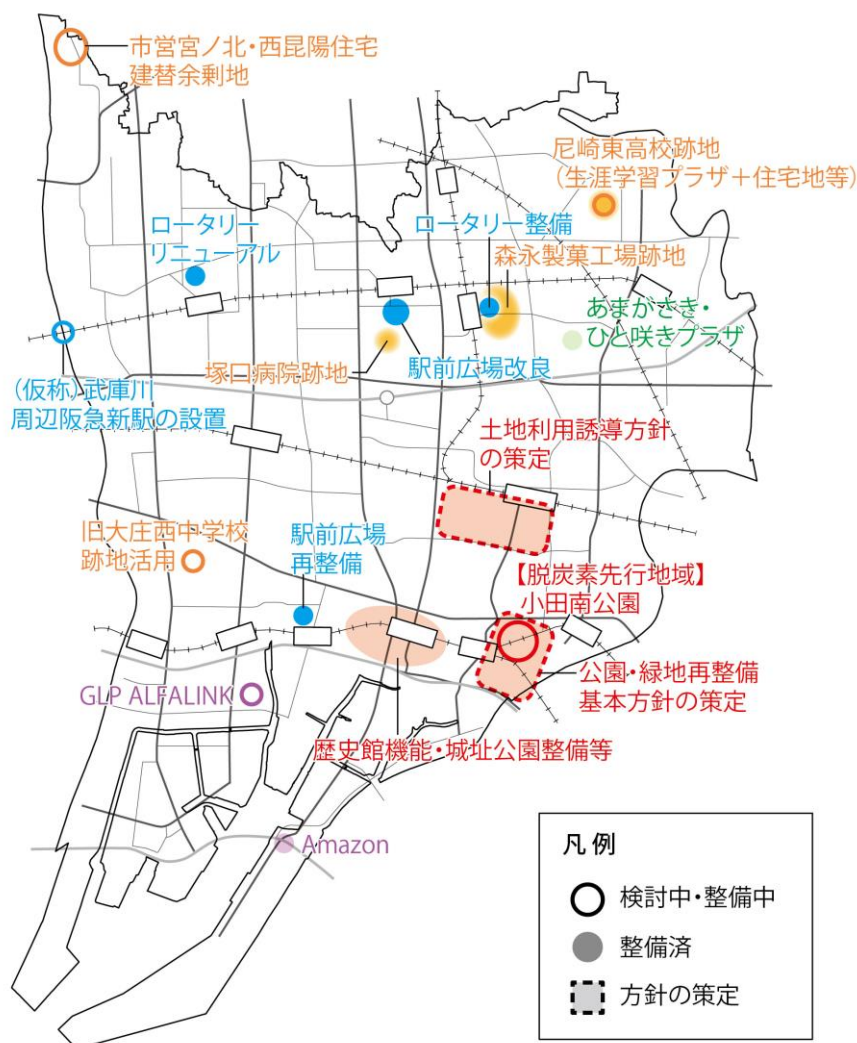 市営宮ノ北・西昆陽住宅
建替余剰地
尼崎東高校跡地
（生涯学習プラザ＋住宅地等）
ロータリー
リニューアル
ロータリー整備
森永製菓工場跡地
あまがさき・
ひと咲きプラザ
塚口病院跡地
駅前広場改良
（仮称）武庫川
周辺阪急新駅の設置
土地利用誘導方針
の策定
旧大庄西中学校
跡地活用
駅前広場
再整備
【脱炭素先行地域】
小田南公園
公園・緑地再整備
基本方針の策定
GLP ALFALINK
歴史館機能・城址公園整備等
Amazon
凡例
検討中・整備中
整備済
方針の策定